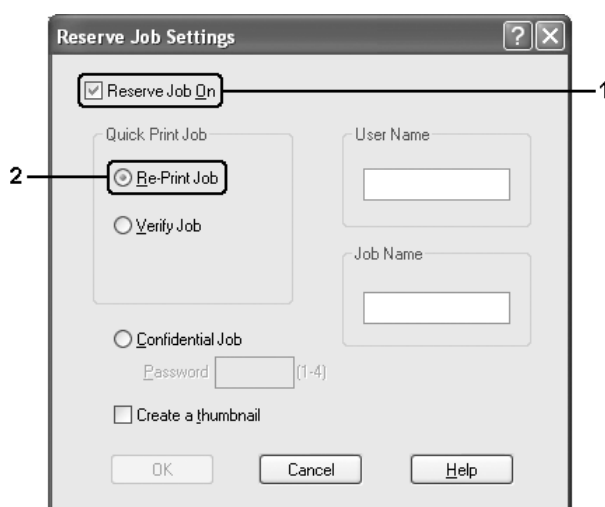 Reserve Job Settings
Reserve Job On
1
Quick Print Job
User Name
2
Re-Print Job
Verify Job
Job Name
Confidential Job
Password
(1-4)
Create a thumbnail
OK
Cancel
Help